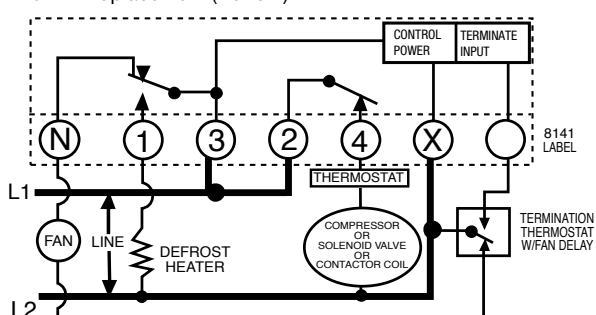 CONTROL
POWER
TERMINATE
INPUT
N
1
3
2
4
X
8141
LABEL
L1
THERMOSTAT
FAN
LINE
DEFROST
HEATER
COMPRESSOR
OR
SOLENOID VALVE
OR
CONTACTOR COIL
TERMINATION
THERMOSTAT
W/FAN DELAY
L2